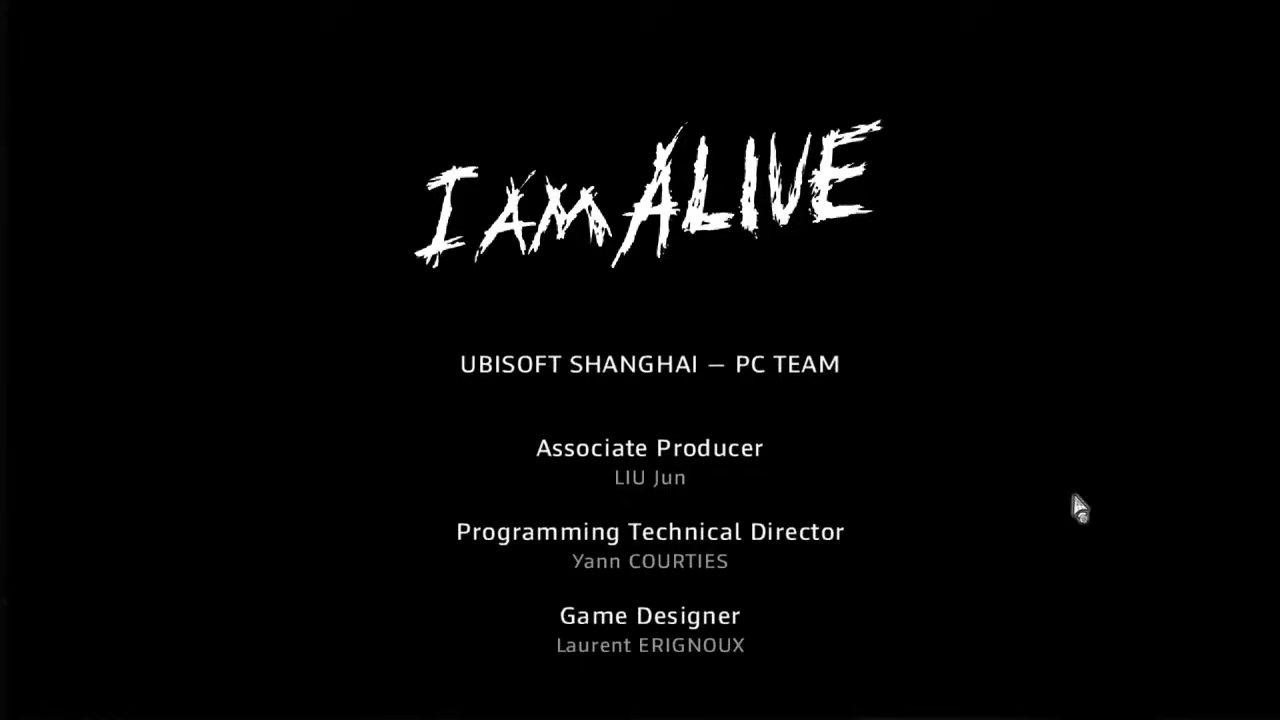 I AM ALIVE
UBISOFT SHANGHAI — PC TEAM
Associate Producer
LIU Jun
Programming Technical Director
Yann COURTIES
Game Designer
Laurent ERIGNOUX